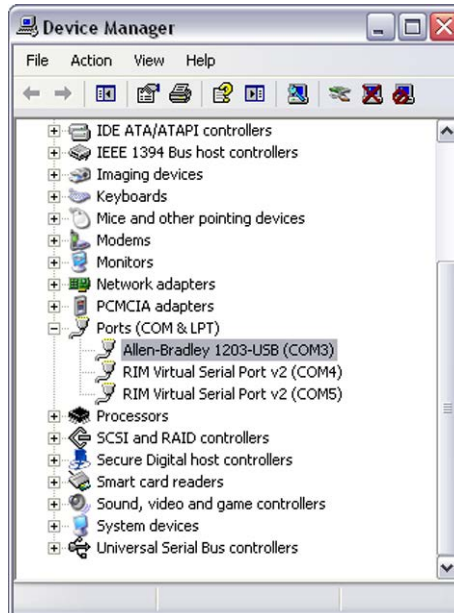 Device Manager
File Action View Help
IDE ATA/ATAPI controllers
IEEE 1394 Bus host controllers
Imaging devices
Keyboards
Mice and other pointing devices
Modems
Monitors
Network adapters
PCMCIA adapters
Ports (COM & LPT)
Allen-Bradley 1203-USB (COM3)
RIM Virtual Serial Port v2 (COM4)
RIM Virtual Serial Port v2 (COM5)
Processors
SCSI and RAID controllers
Secure Digital host controllers
Smart card readers
Sound, video and game controllers
System devices
Universal Serial Bus controllers